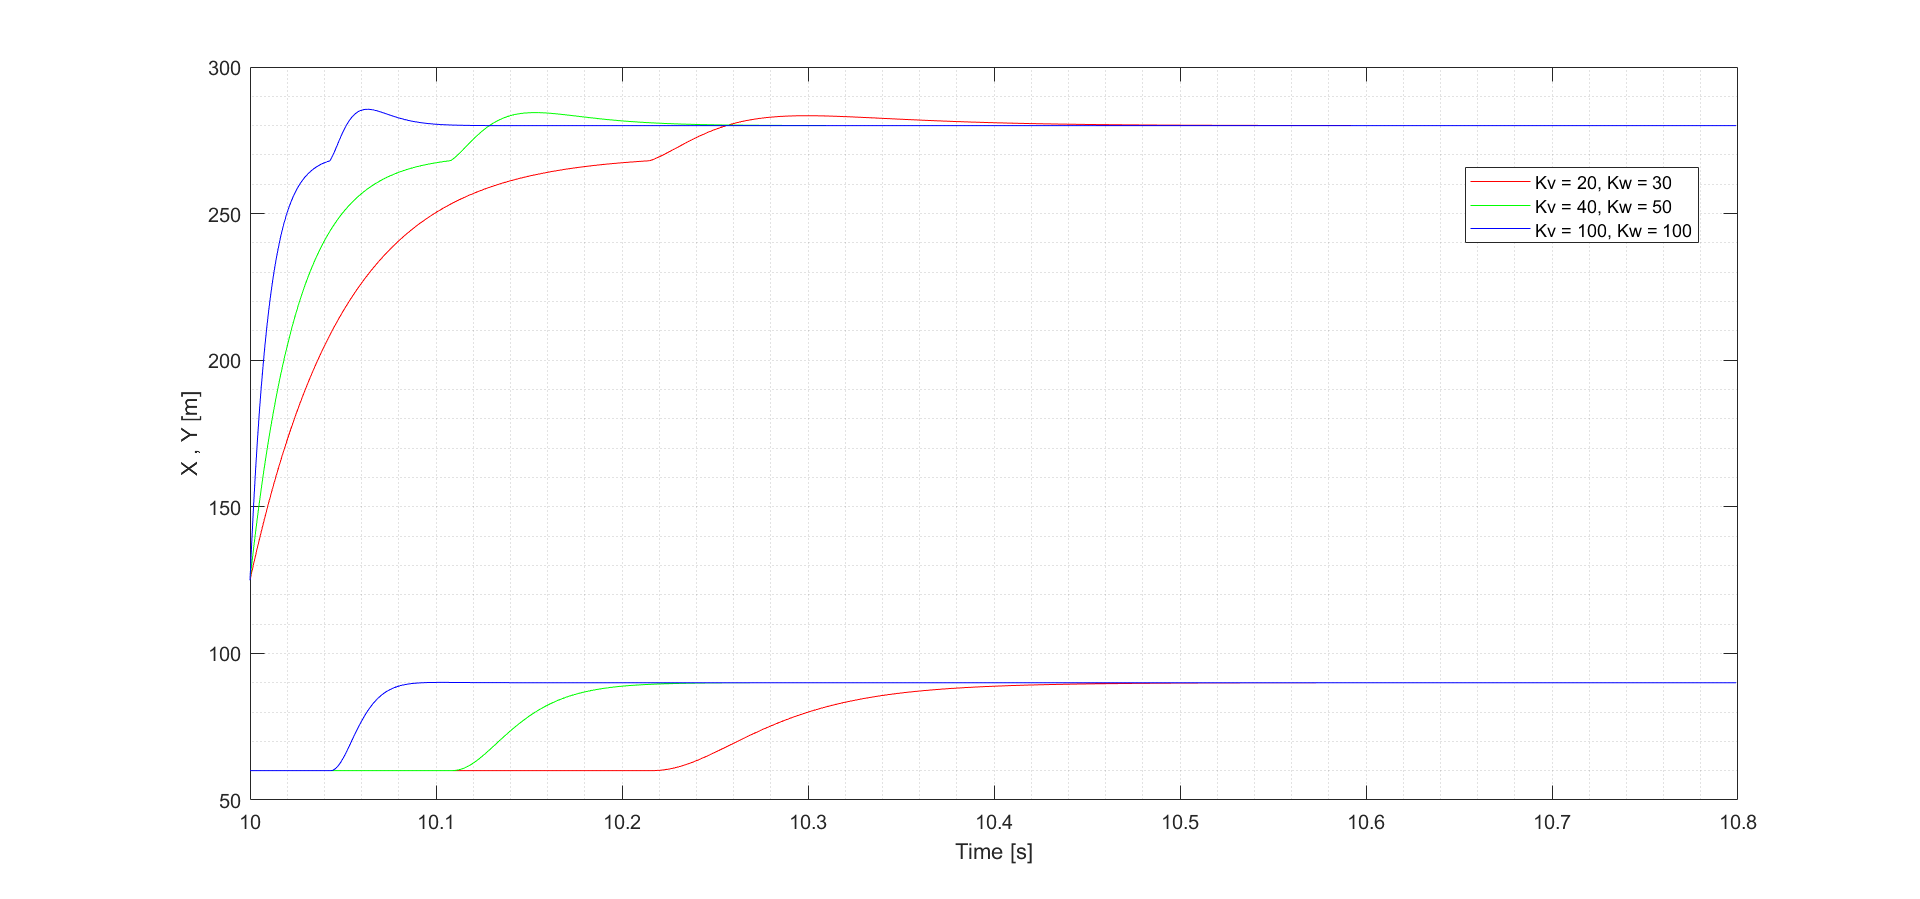 300
250
200
150
100
50
X , Y [m]
Kv = 20, Kw = 30
Kv = 40, Kw = 50
Kv = 100, Kw = 100
10 10.1 10.2 10.3 10.4 10.5 10.6 10.7 10.8
Time [s]